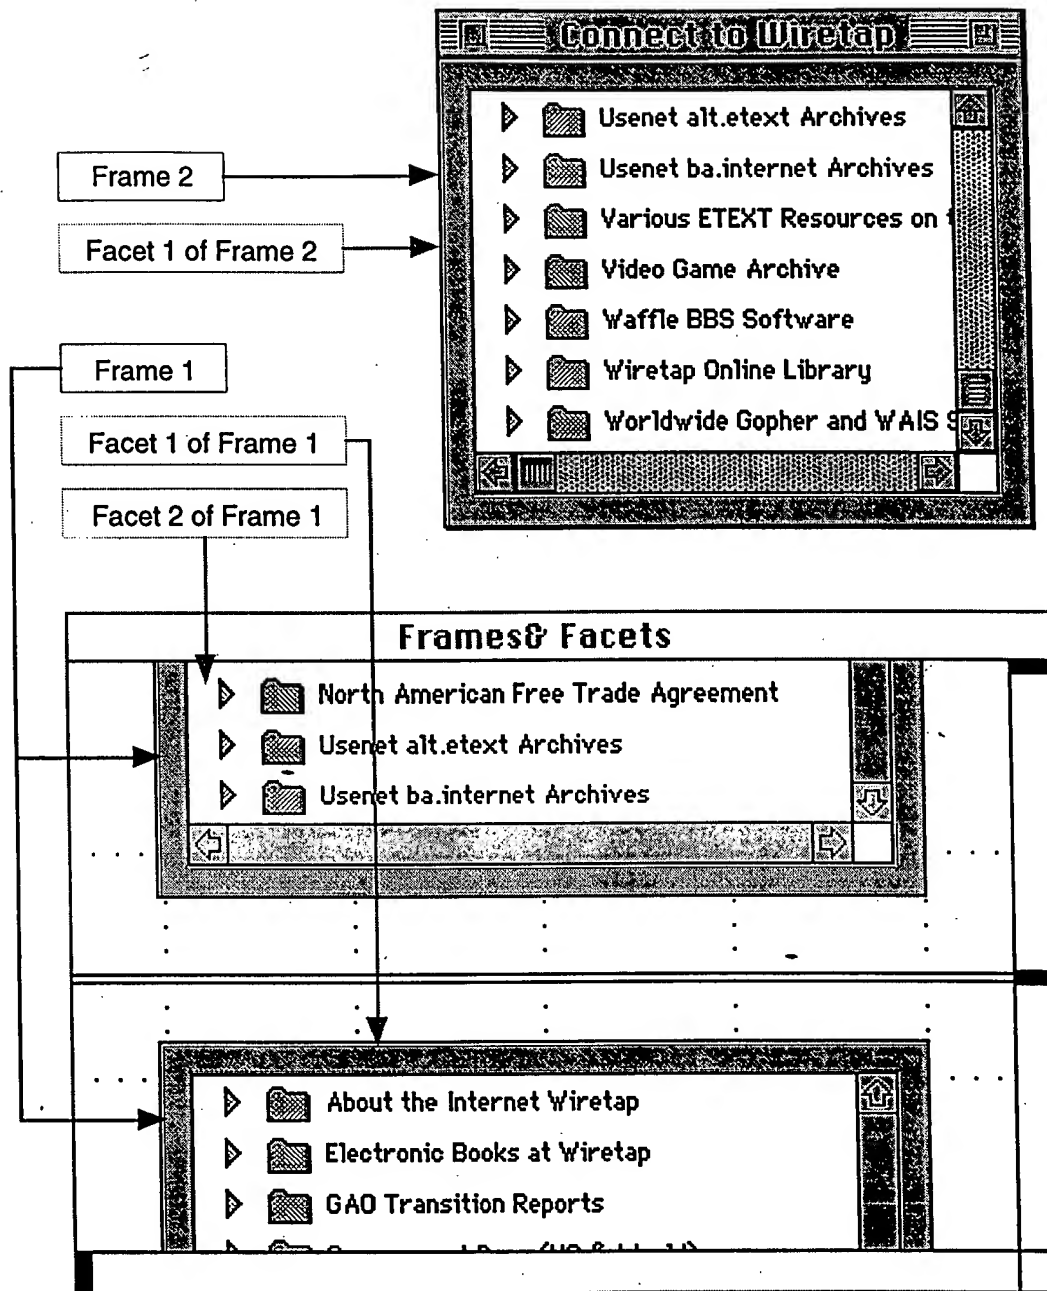 Connect to Wiretap
Usenet alt.etext Archives
Usenet ba.internet Archives
Various ETEXT Resources on
Video Game Archive
Waffle BBS Software
Wiretap Online Library
Worldwide Gopher and WAIS S
Frame 2
Facet 1 of Frame 2
Frame 1
Facet 1 of Frame 1
Facet 2 of Frame 1
Frames& Facets
North American Free Trade Agreement
Usenet alt.etext Archives
Usenet ba.internet Archives
About the Internet Wiretap
Electronic Books at Wiretap
GAO Transition Reports